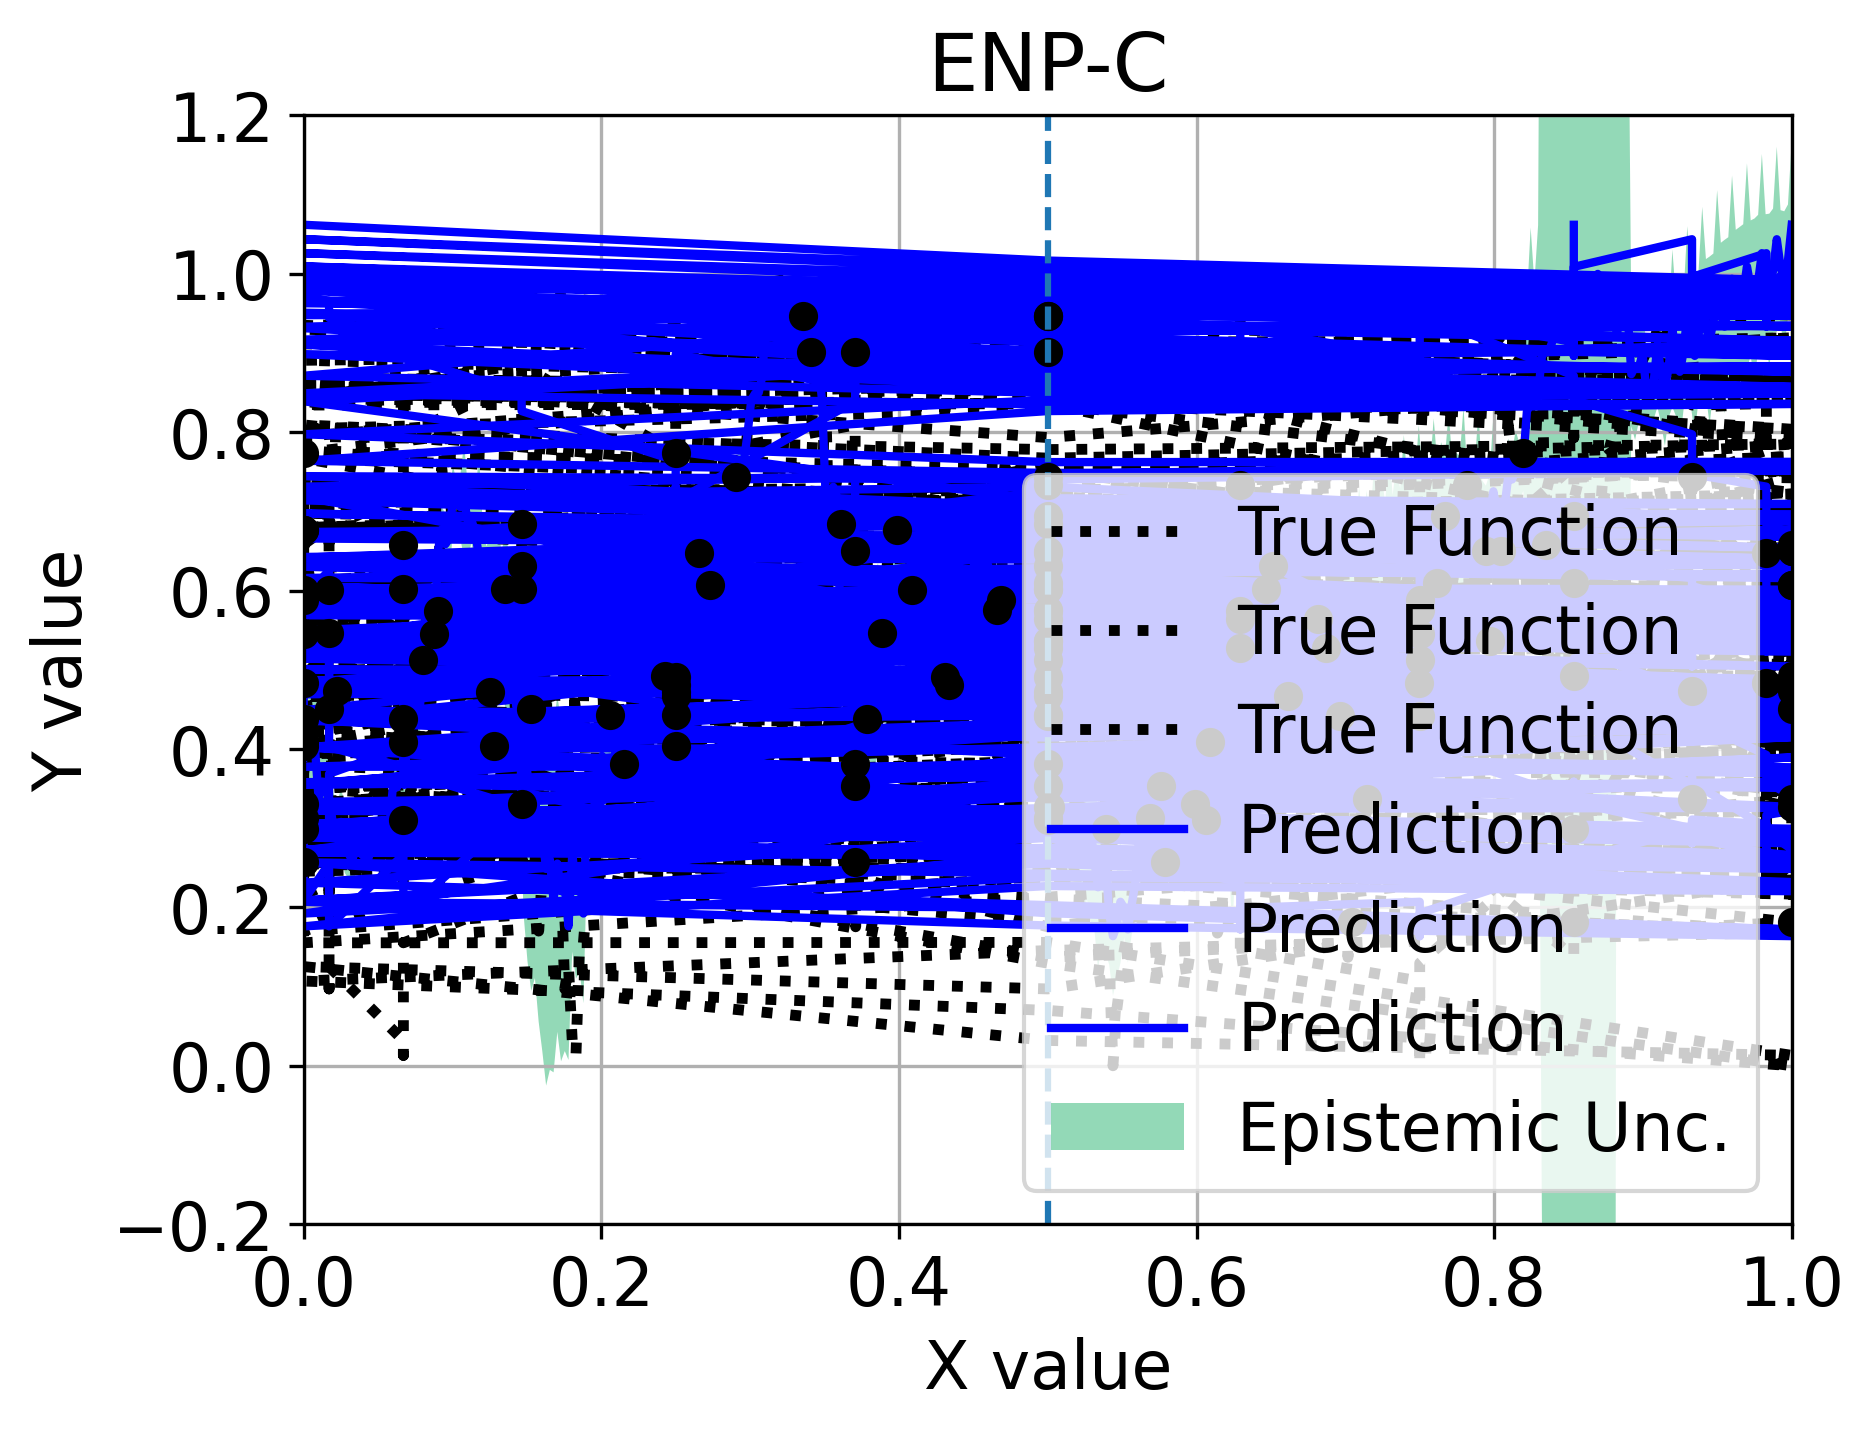 ENP-C
1.2
1.0
0.8
0.6
0.4
0.2
0.0
−0.2
Y value
True Function
True Function
True Function
Prediction
Prediction
Prediction
Epistemic Unc.
0.0 0.2 0.4 0.6 0.8 1.0
X value